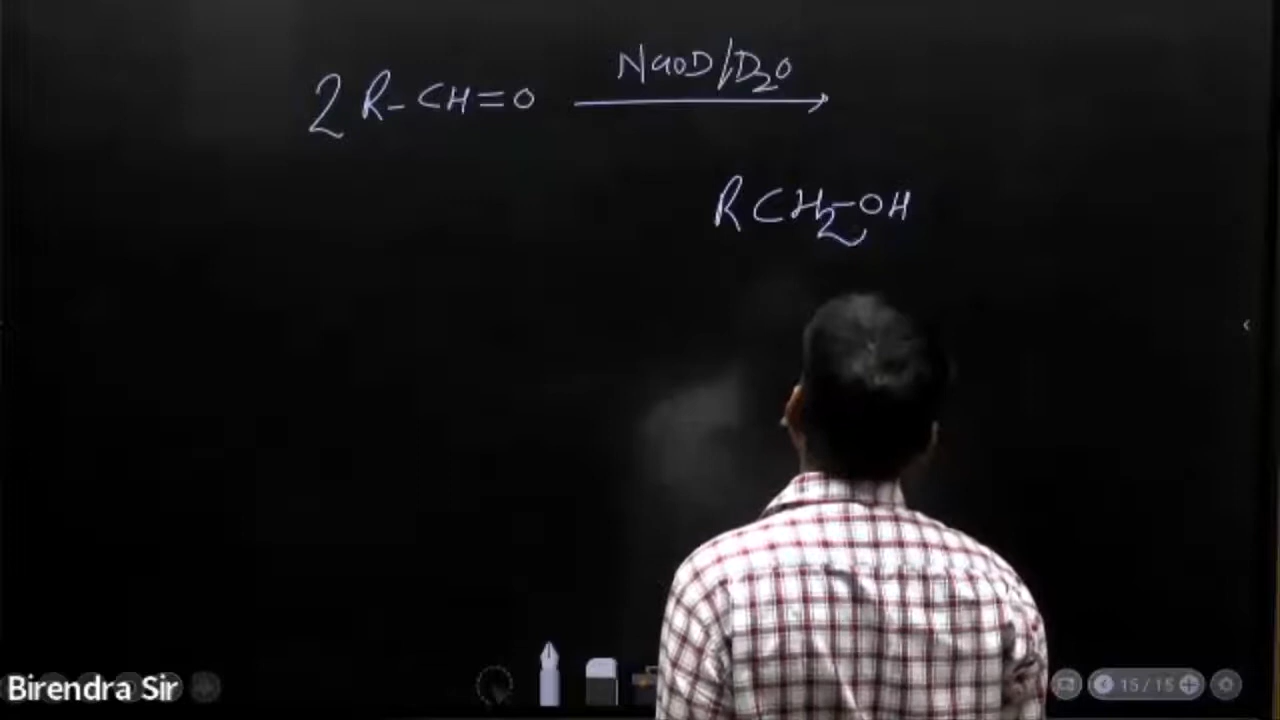 2 R-CH=O
NaOD/D₂O
RCH₂-OH
Birendra Sir
15/15